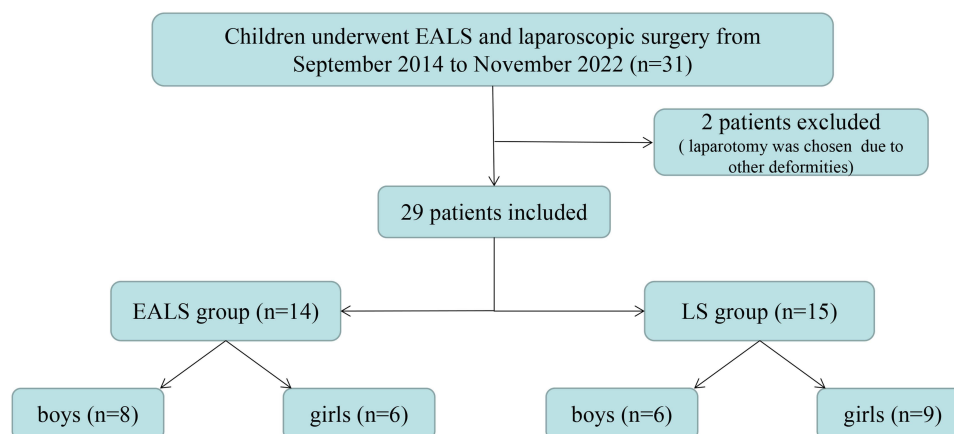 Children underwent EALS and laparoscopic surgery from
September 2014 to November 2022 (n=31)
2 patients excluded
( laparotomy was chosen due to
other deformities)
29 patients included
EALS group (n=14)
LS group (n=15)
boys (n=8)
girls (n=6)
boys (n=6)
girls (n=9)